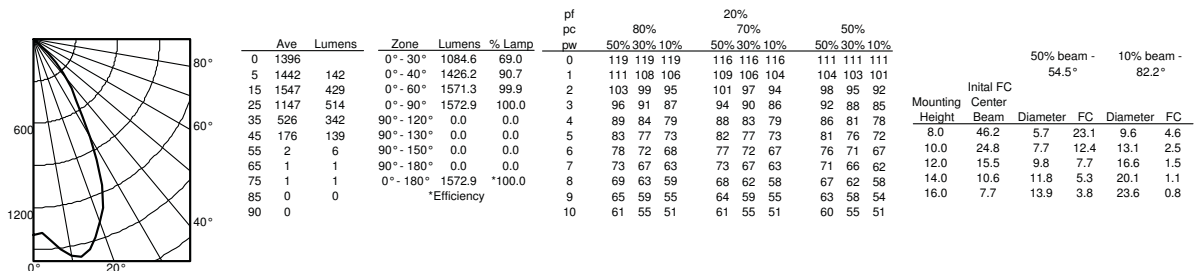 600
1200
0°
20°
40°
60°
80°
Ave Lumens
0 1396
5 1442 142
15 1547 429
25 1147 514
35 526 342
45 176 139
55 2 6
65 1 1
75 1 1
85 0 0
90 0
Zone Lumens % Lamp
0° - 30° 1084.6 69.0
0° - 40° 1426.2 90.7
0° - 60° 1571.3 99.9
0° - 90° 1572.9 100.0
90° - 120° 0.0 0.0
90° - 130° 0.0 0.0
90° - 150° 0.0 0.0
90° - 180° 0.0 0.0
0° - 180° 1572.9 *100.0
*Efficiency
pf 20%
pc 80% 70% 50%
pw 50% 30% 10% 50% 30% 10% 50% 30% 10%
0 119 119 119 116 116 116 111 111 111
1 111 108 106 109 106 104 104 103 101
2 103 99 95 101 97 94 98 95 92
3 96 91 87 94 90 86 92 88 85
4 89 84 79 88 83 79 86 81 78
5 83 77 73 82 77 73 81 76 72
6 78 72 68 77 72 67 76 71 67
7 73 67 63 73 67 63 71 66 62
8 69 63 59 68 62 58 67 62 58
9 65 59 55 64 59 55 63 58 54
10 61 55 51 61 55 51 60 55 51
50% beam - 10% beam -
54.5° 82.2°
Inital FC
Mounting Center
Height Beam Diameter FC Diameter FC
8.0 46.2 5.7 23.1 9.6 4.6
10.0 24.8 7.7 12.4 13.1 2.5
12.0 15.5 9.8 7.7 16.6 1.5
14.0 10.6 11.8 5.3 20.1 1.1
16.0 7.7 13.9 3.8 23.6 0.8